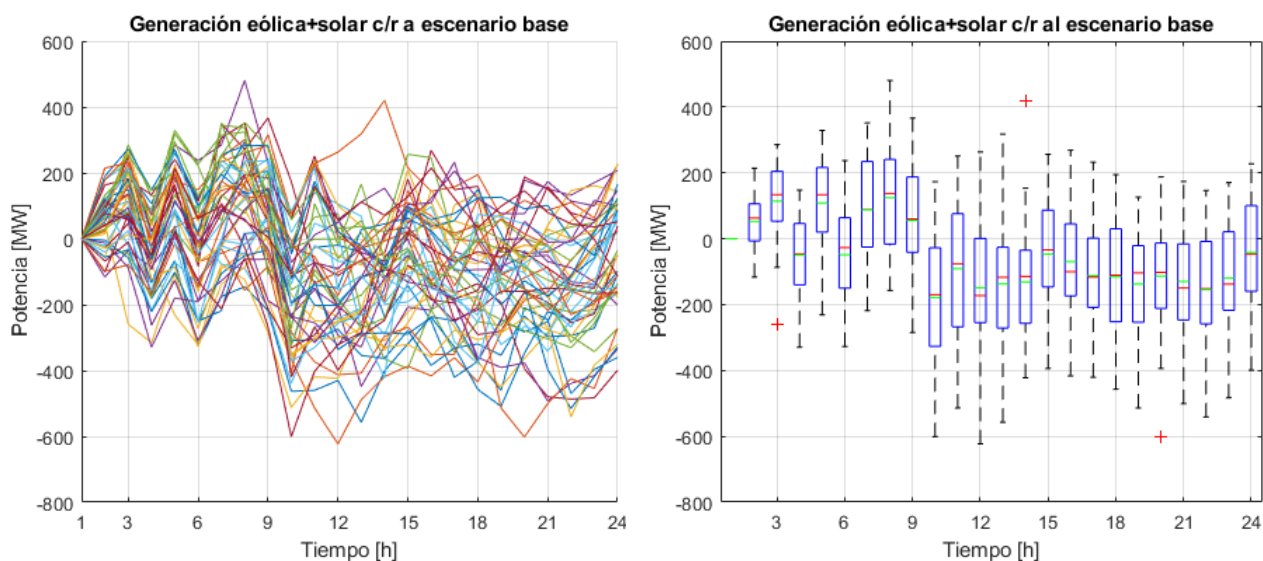 Generación eólica+solar c/r a escenario base
600
400
200
0
-200
-400
-600
-800
Potencia [MW]
1 3 6 9 12 15 18 21 24
Tiempo [h]
Generación eólica+solar c/r al escenario base
600
400
200
0
-200
-400
-600
-800
Potencia [MW]
3 6 9 12 15 18 21 24
Tiempo [h]